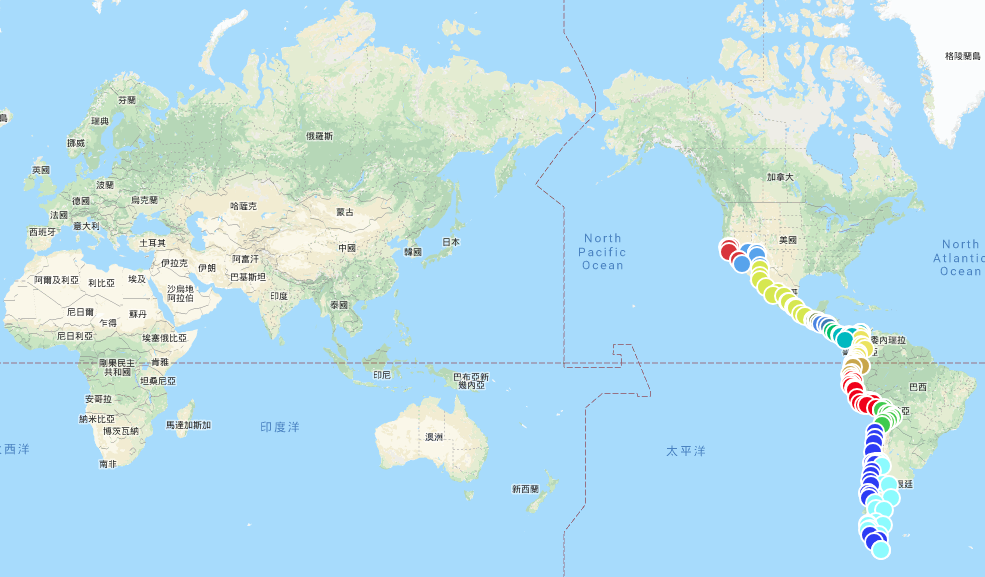 格陵蘭島
島
芬蘭
瑞典
挪威
俄羅斯
英國
波蘭
德國
烏克蘭
法國
意大利
西班牙
土耳其
哈薩克
蒙古
中國
韓國
日本
加拿大
美國
North
Pacific
Ocean
North
Atlantic
Ocean
伊拉克
伊朗
阿富汗
巴基斯坦
阿爾及利亞
利比亞
埃及
沙烏地
阿拉伯
印度
泰國
尼日爾
乍得
蘇丹
尼日利亞
埃塞俄比亞
剛果民主
共和國
肯雅
坦桑尼亞
印尼
巴布亞新
幾內亞
委內瑞拉
亞
巴西
亞
安哥拉
納米比亞
博茨瓦納
馬達加斯加
南非
西洋
印度洋
澳洲
新西蘭
太平洋
根廷